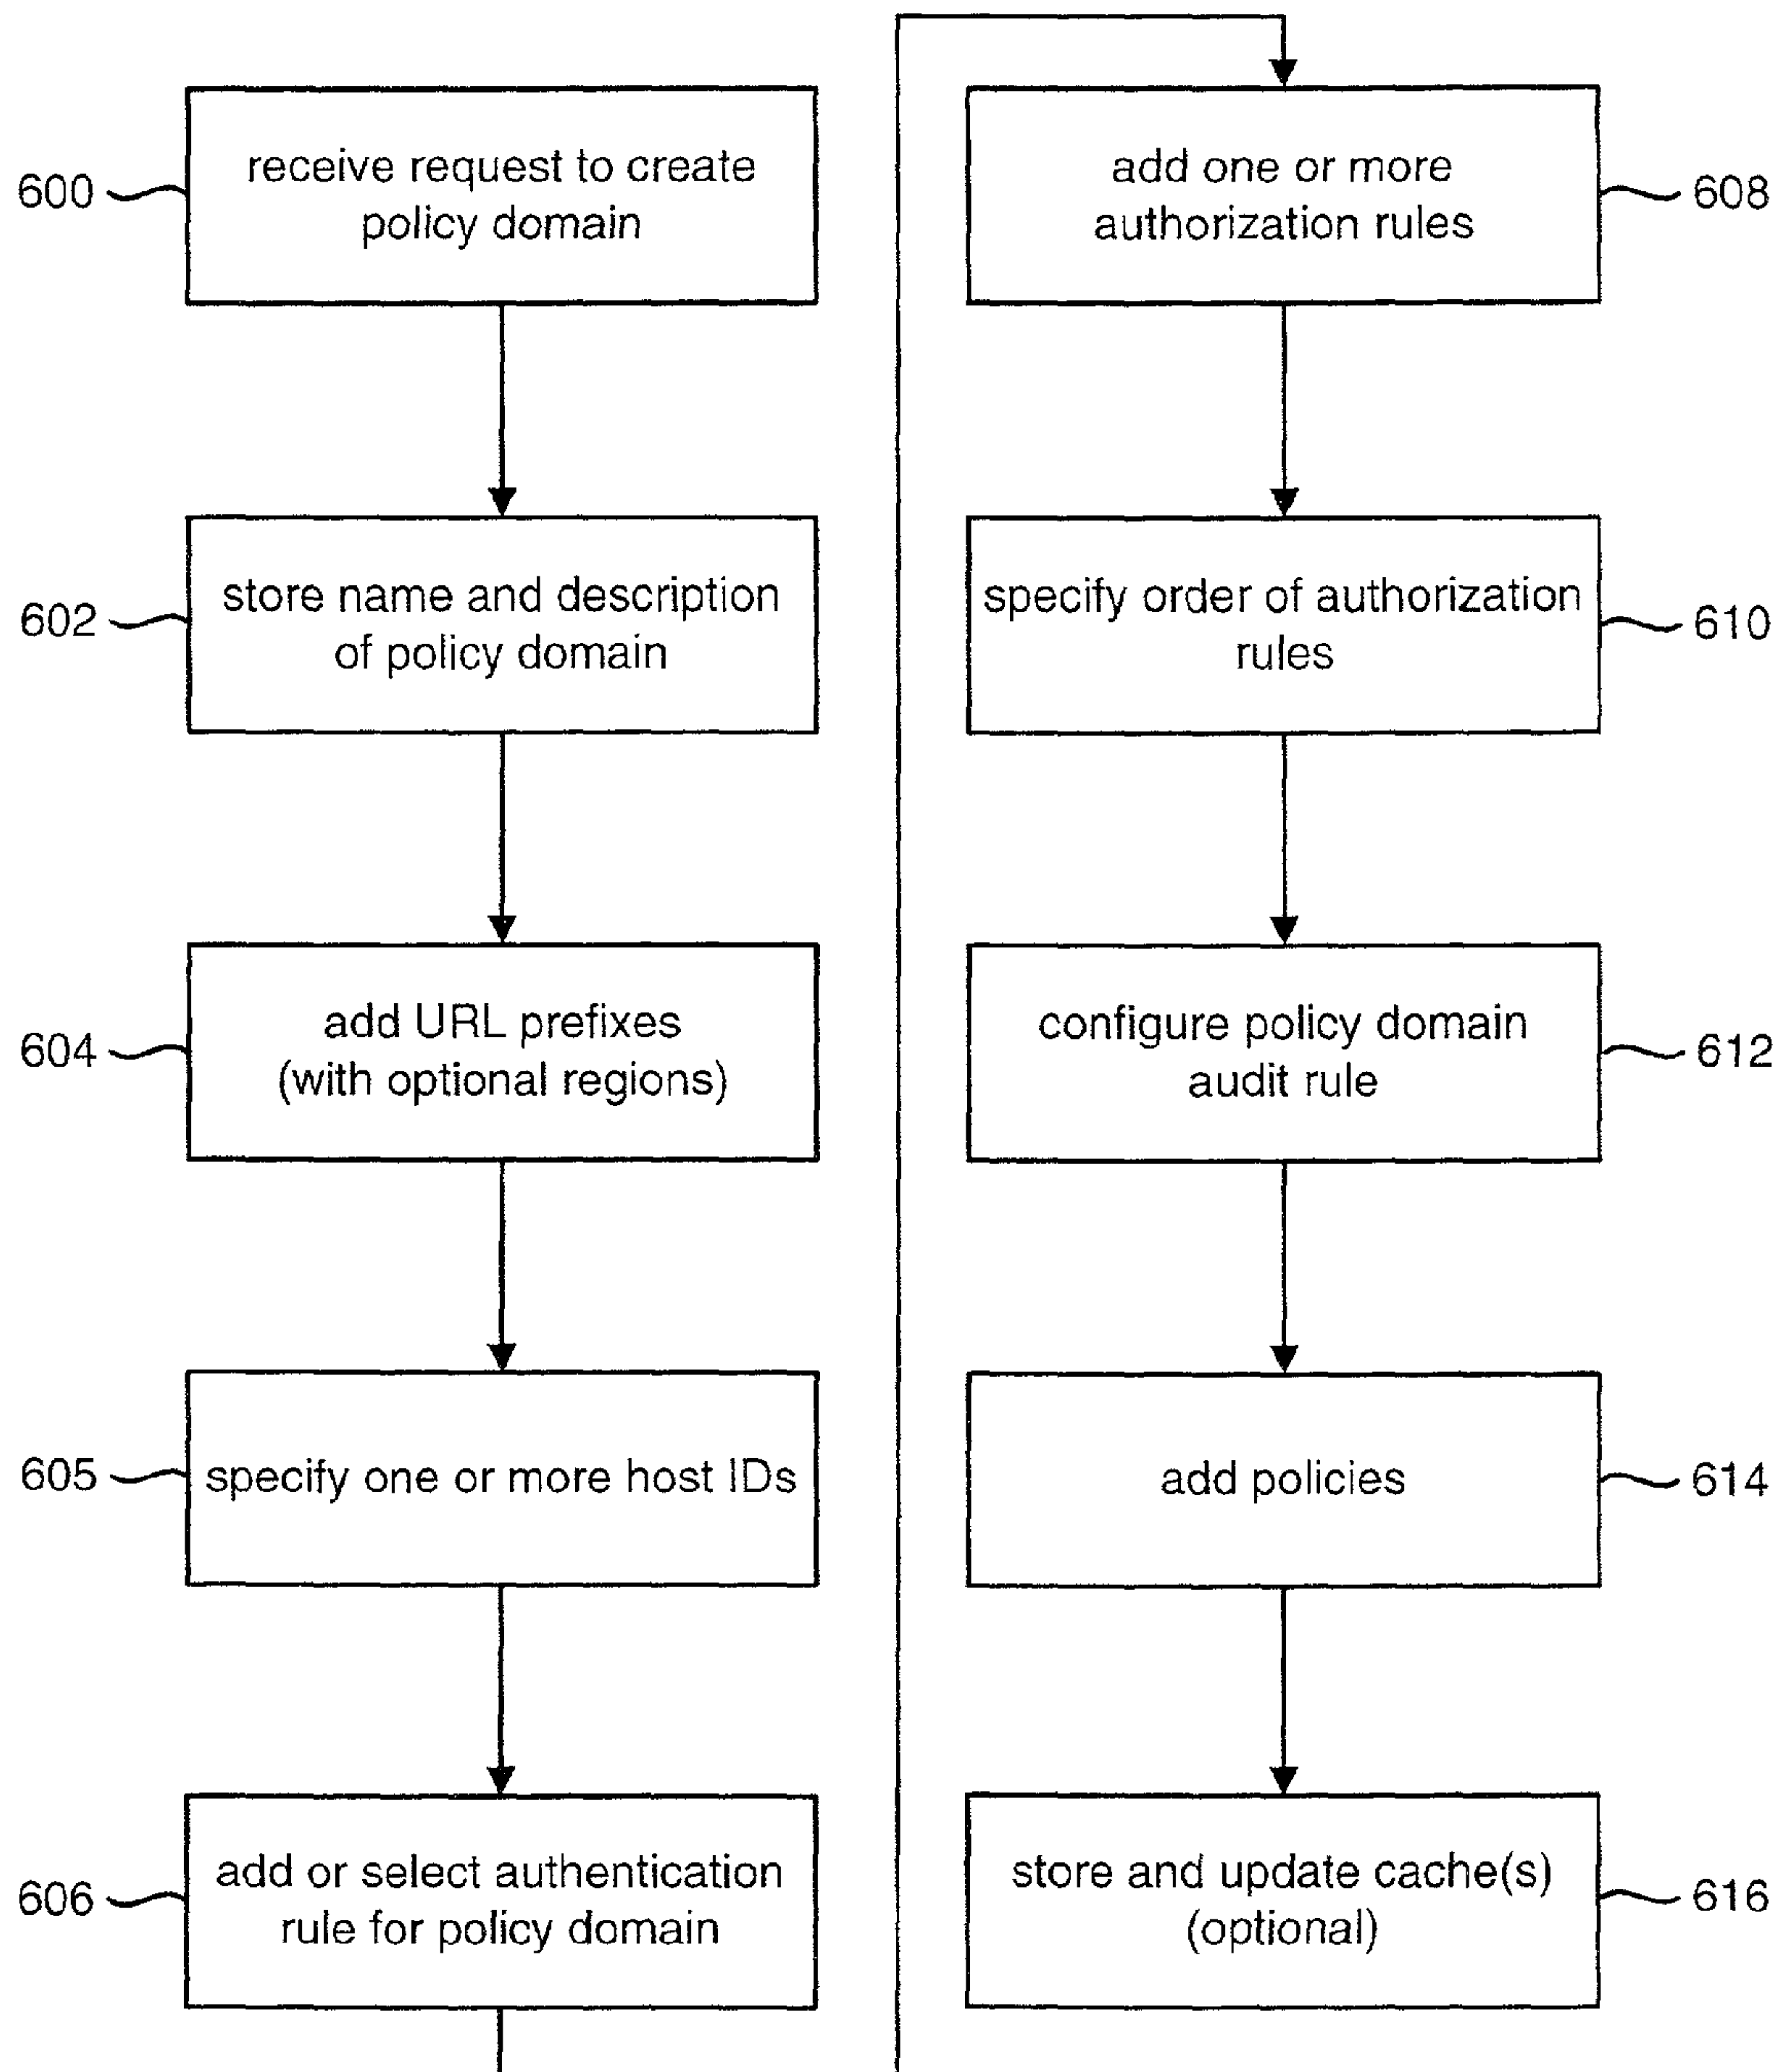 600
receive request to create
policy domain
602
store name and description
of policy domain
604
add URL prefixes
(with optional regions)
605
specify one or more host IDs
606
add or select authentication
rule for policy domain
add one or more
authorization rules
608
specify order of authorization
rules
610
configure policy domain
audit rule
612
add policies
614
store and update cache(s)
(optional)
616